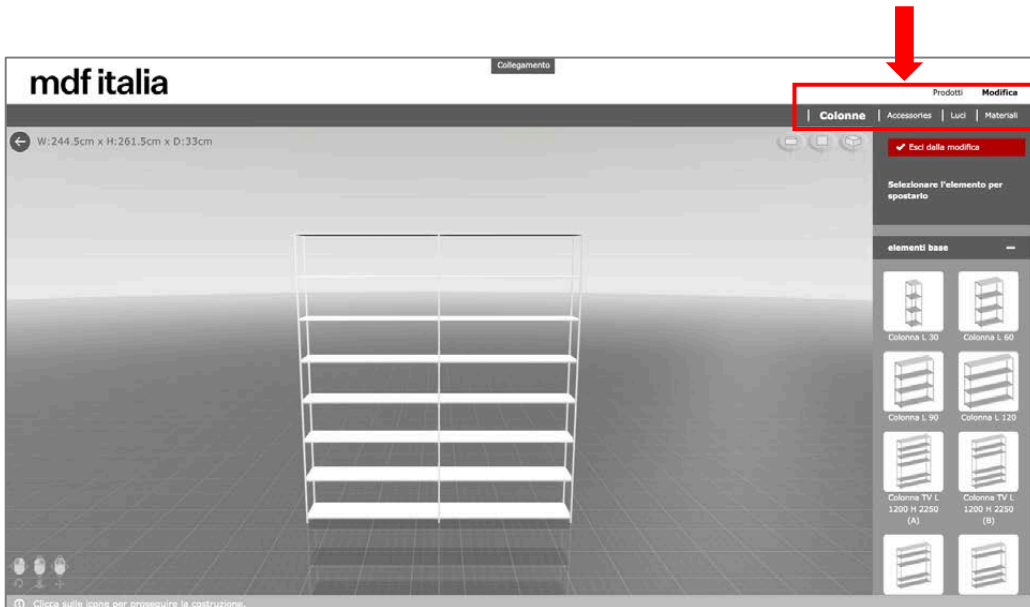 Collegamento
mdf italia
Prodotti Modifica
| Colonne | Accessories | Luci | Materiali
W:244.5cm x H:261.5cm x D:33cm
✔ Esci dalla modifica
Selezionare l'elemento per
spostarlo
elementi base —
Colonna L 30 Colonna L 60
Colonna L 90 Colonna L 120
Colonna TV L Colonna TV L
1200 H 2250 1200 H 2250
(A) (B)
Clicca sulle icone per proseguire la costruzione.